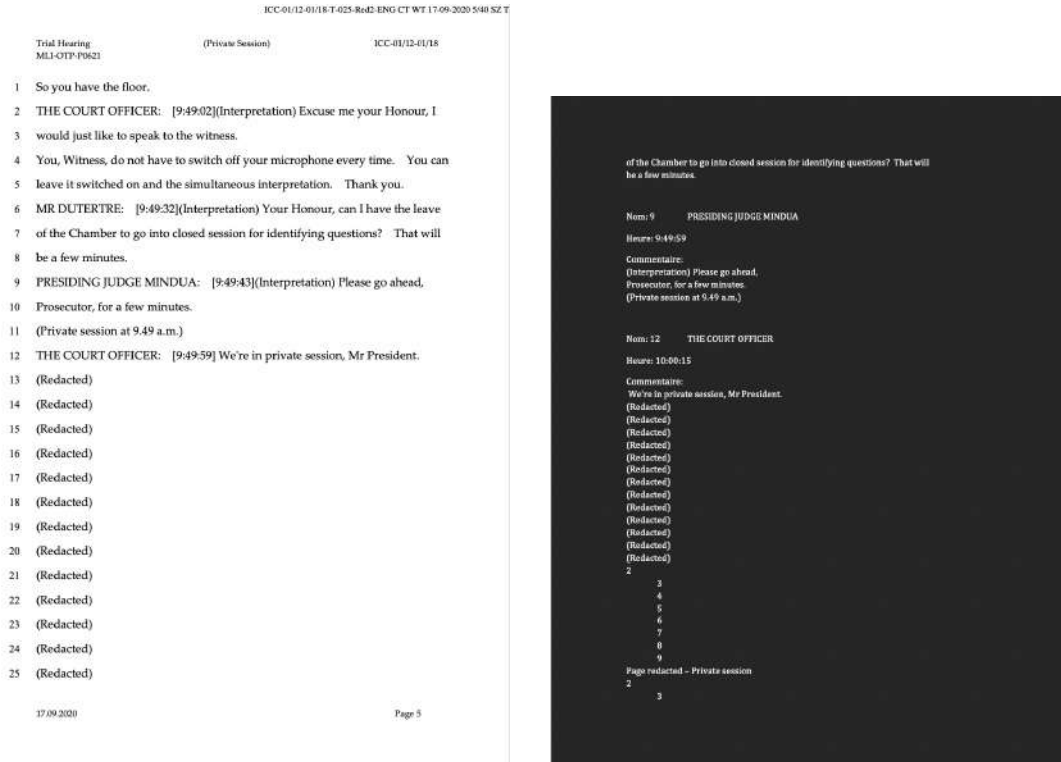 ICC-01/12-01/18-T-025-Red2-ENG CT WT 17-09-2020 5/40 SZ T
Trial Hearing (Private Session) ICC-01/12-01/18
MLI-OTP-P0621
1 So you have the floor.
2 THE COURT OFFICER: [9:49:02](Interpretation) Excuse me your Honour, I
3 would just like to speak to the witness.
4 You, Witness, do not have to switch off your microphone every time. You can
5 leave it switched on and the simultaneous interpretation. Thank you.
6 MR DUTERTRE: [9:49:32](Interpretation) Your Honour, can I have the leave
7 of the Chamber to go into closed session for identifying questions? That will
8 be a few minutes.
9 PRESIDING JUDGE MINDUA: [9:49:43](Interpretation) Please go ahead,
10 Prosecutor, for a few minutes.
11 (Private session at 9.49 a.m.)
12 THE COURT OFFICER: [9:49:59] We're in private session, Mr President.
13 (Redacted)
14 (Redacted)
15 (Redacted)
16 (Redacted)
17 (Redacted)
18 (Redacted)
19 (Redacted)
20 (Redacted)
21 (Redacted)
22 (Redacted)
23 (Redacted)
24 (Redacted)
25 (Redacted)
17.09.2020 Page 5
of the Chamber to go into closed session for identifying questions? That will
be a few minutes.
Nom: 9 PRESIDING JUDGE MINDUA
Heure: 9:49:59
Commentaire:
(Interpretation) Please go ahead,
Prosecutor, for a few minutes.
(Private session at 9.49 a.m.)
Nom: 12 THE COURT OFFICER
Heure: 10:00:15
Commentaire:
We're in private session, Mr President.
(Redacted)
(Redacted)
(Redacted)
(Redacted)
(Redacted)
(Redacted)
(Redacted)
(Redacted)
(Redacted)
(Redacted)
(Redacted)
(Redacted)
(Redacted)
2
3
4
5
6
7
8
9
Page redacted – Private session
2
3